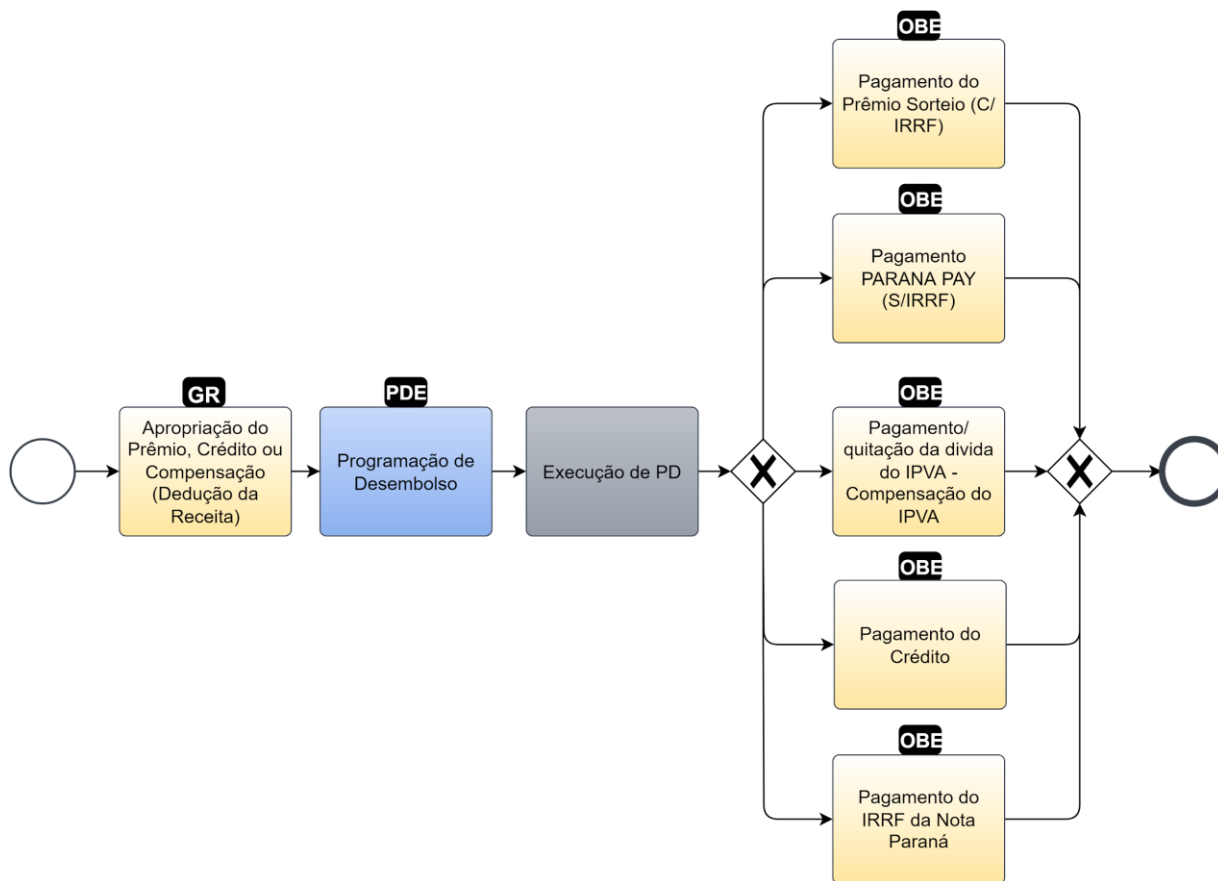 OBE
Pagamento do
Prêmio Sorteio (C/
IRRF)
OBE
Pagamento
PARANA PAY
(S/IRRF)
GR
Apropriação do
Prêmio, Crédito ou
Compensação
(Dedução da
Receita)
PDE
Programação de
Desembolso
Execução de PD
OBE
Pagamento/
quitação da divida
do IPVA -
Compensação do
IPVA
OBE
Pagamento do
Crédito
OBE
Pagamento do
IRRF da Nota
Paraná